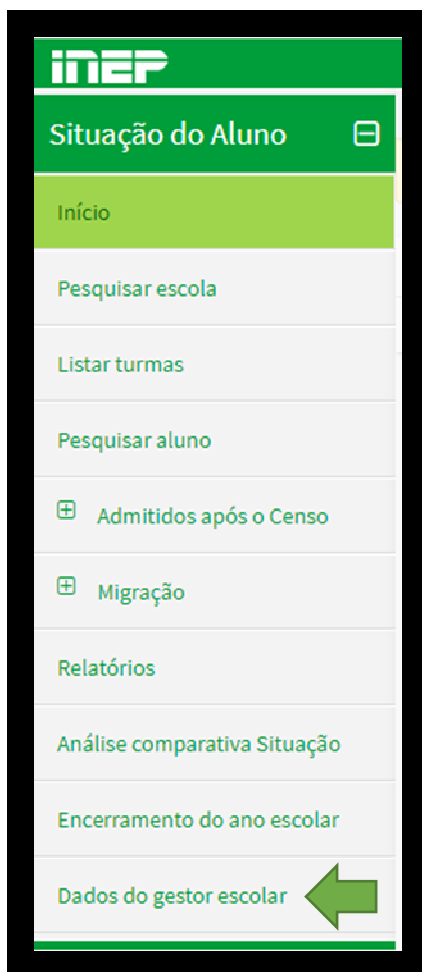 inep
Situação do Aluno
Início
Pesquisar escola
Listar turmas
Pesquisar aluno
Admitidos após o Censo
Migração
Relatórios
Análise comparativa Situação
Encerramento do ano escolar
Dados do gestor escolar